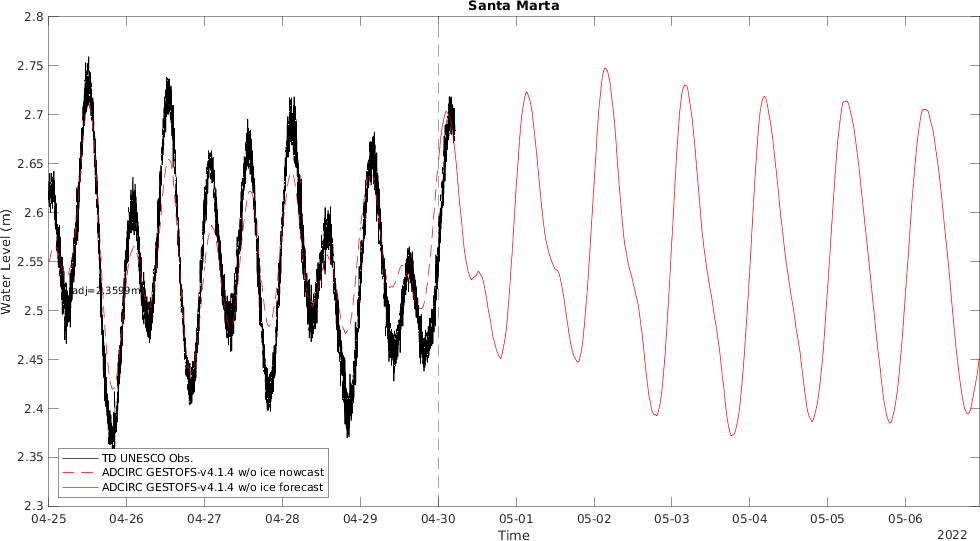 Santa Marta
2.8
2.75
2.7
2.65
2.6
2.55
2.5
2.45
2.4
2.35
2.3
Water Level (m)
adj=2.3599m
TD UNESCO Obs.
ADCIRC GESTOFS-v4.1.4 w/o ice nowcast
ADCIRC GESTOFS-v4.1.4 w/o ice forecast
04-25 04-26 04-27 04-28 04-29 04-30 05-01 05-02 05-03 05-04 05-05 05-06
Time
2022